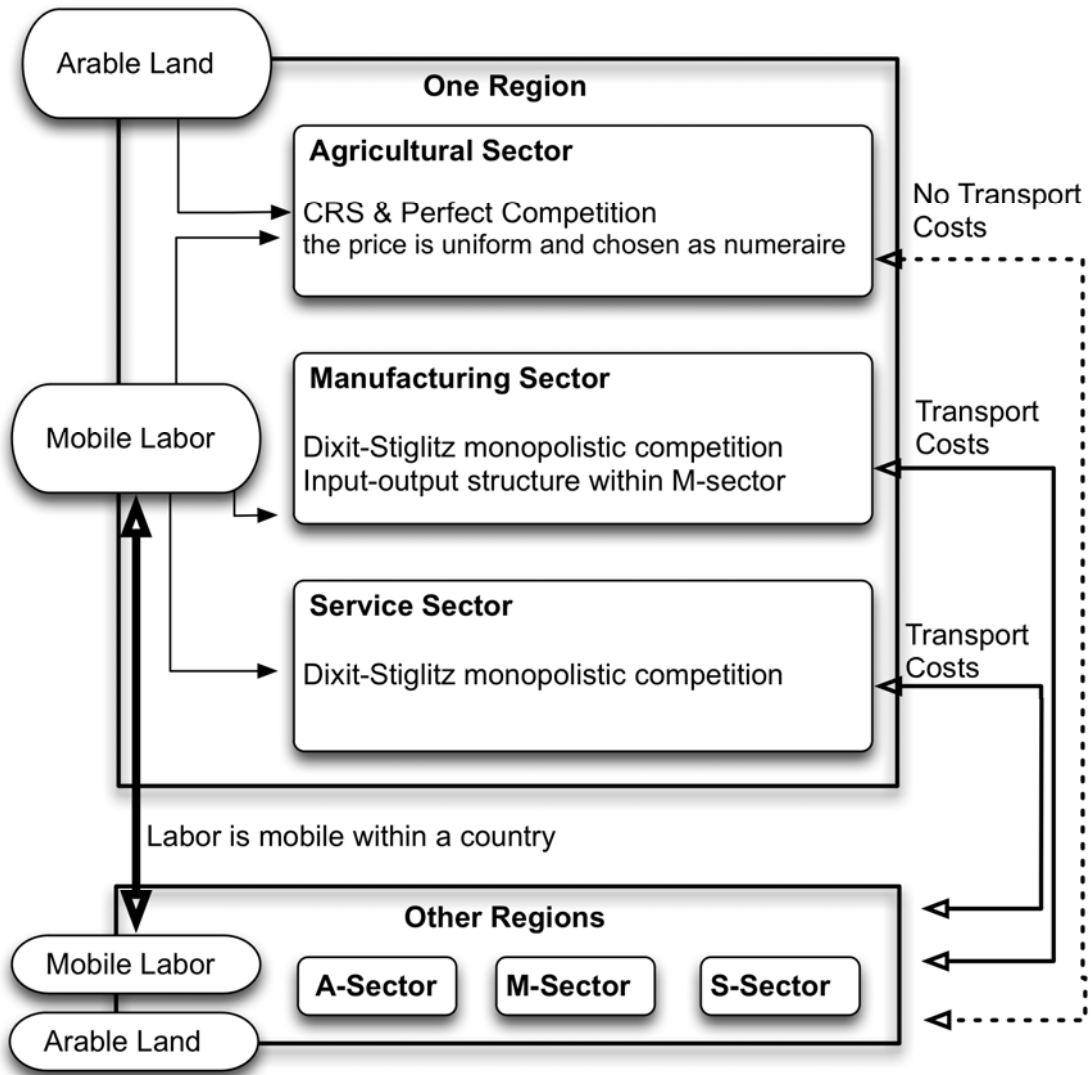 Arable Land
One Region
Agricultural Sector
CRS & Perfect Competition
the price is uniform and chosen as numeraire
No Transport
Costs
Manufacturing Sector
Dixit-Stiglitz monopolistic competition
Input-output structure within M-sector
Transport
Costs
Mobile Labor
Service Sector
Dixit-Stiglitz monopolistic competition
Transport
Costs
Labor is mobile within a country
Other Regions
Mobile Labor
A-Sector
M-Sector
S-Sector
Arable Land